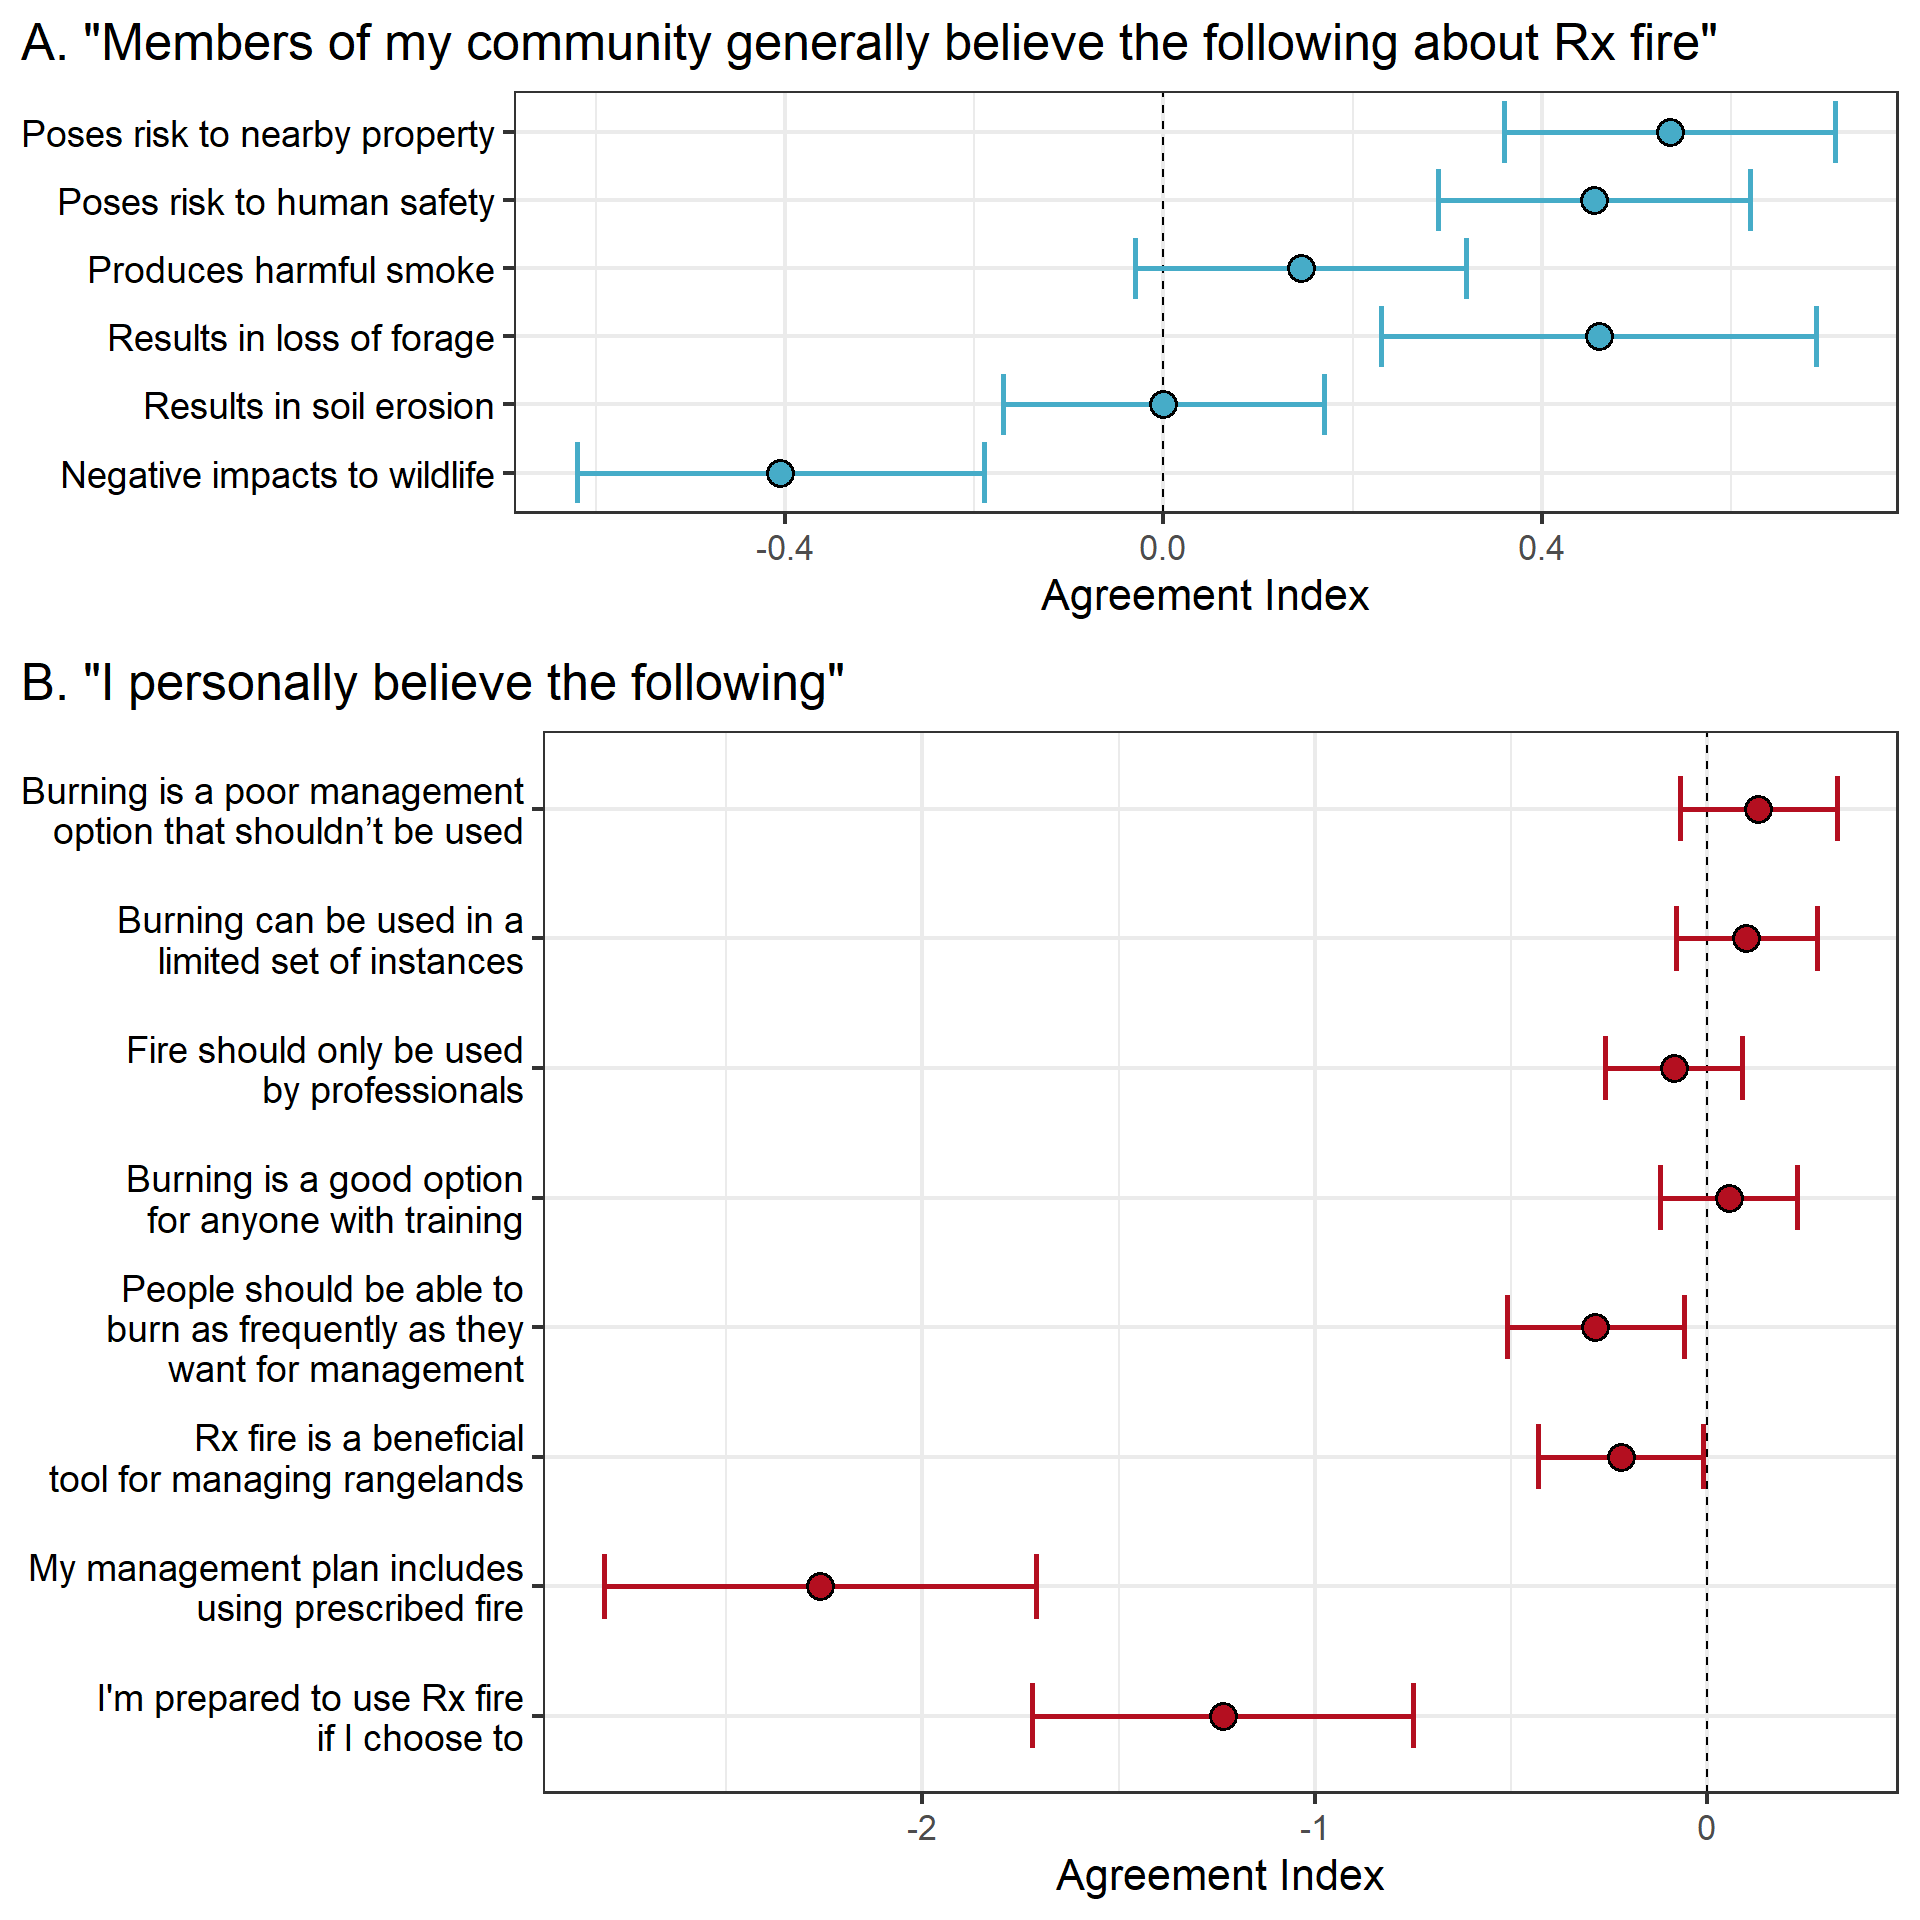 A. "Members of my community generally believe the following about Rx fire"
Poses risk to nearby property
Poses risk to human safety
Produces harmful smoke
Results in loss of forage
Results in soil erosion
Negative impacts to wildlife
-0.4
0.0
0.4
Agreement Index
B. "I personally believe the following"
Burning is a poor management
option that shouldn’t be used
Burning can be used in a
limited set of instances
Fire should only be used
by professionals
Burning is a good option
for anyone with training
People should be able to
burn as frequently as they
want for management
Rx fire is a beneficial
tool for managing rangelands
My management plan includes
using prescribed fire
I'm prepared to use Rx fire
if I choose to
-2
-1
0
Agreement Index